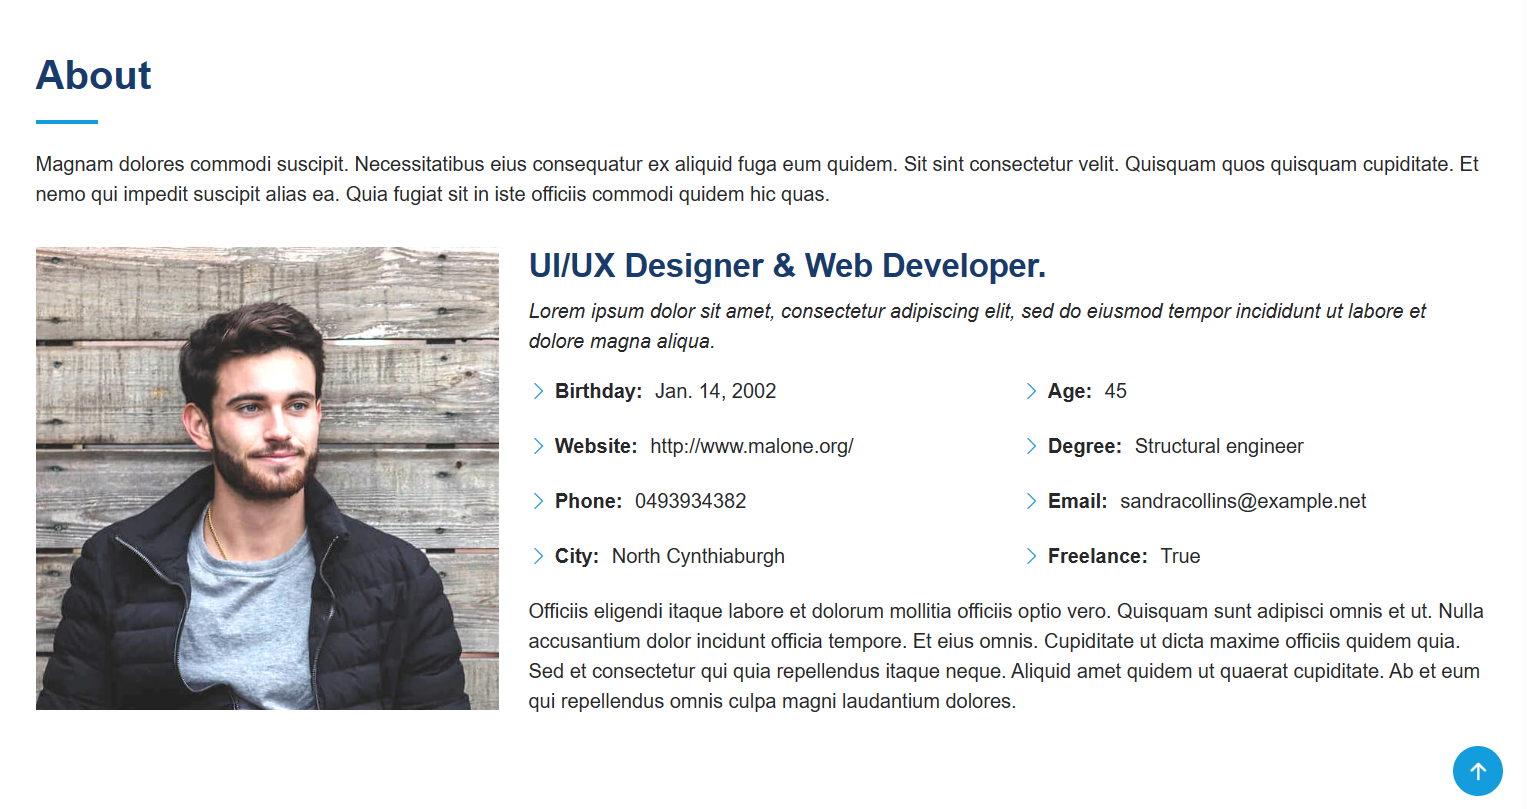 About
Magnam dolores commodi suscipit. Necessitatibus eius consequatur ex aliquid fuga eum quidem. Sit sint consectetur velit. Quisquam quos quisquam cupiditate. Et
nemo qui impedit suscipit alias ea. Quia fugiat sit in iste officiis commodi quidem hic quas.
UI/UX Designer & Web Developer.
Lorem ipsum dolor sit amet, consectetur adipiscing elit, sed do eiusmod tempor incididunt ut labore et
dolore magna aliqua.
Birthday: Jan. 14, 2002
Age: 45
Website: http://www.malone.org/
Degree: Structural engineer
Phone: 0493934382
Email: sandracollins@example.net
City: North Cynthiaburgh
Freelance: True
Officiis eligendi itaque labore et dolorum mollitia officiis optio vero. Quisquam sunt adipisci omnis et ut. Nulla
accusantium dolor incidunt officia tempore. Et eius omnis. Cupiditate ut dicta maxime officiis quidem quia.
Sed et consectetur qui quia repellendus itaque neque. Aliquid amet quidem ut quaerat cupiditate. Ab et eum
qui repellendus omnis culpa magni laudantium dolores.